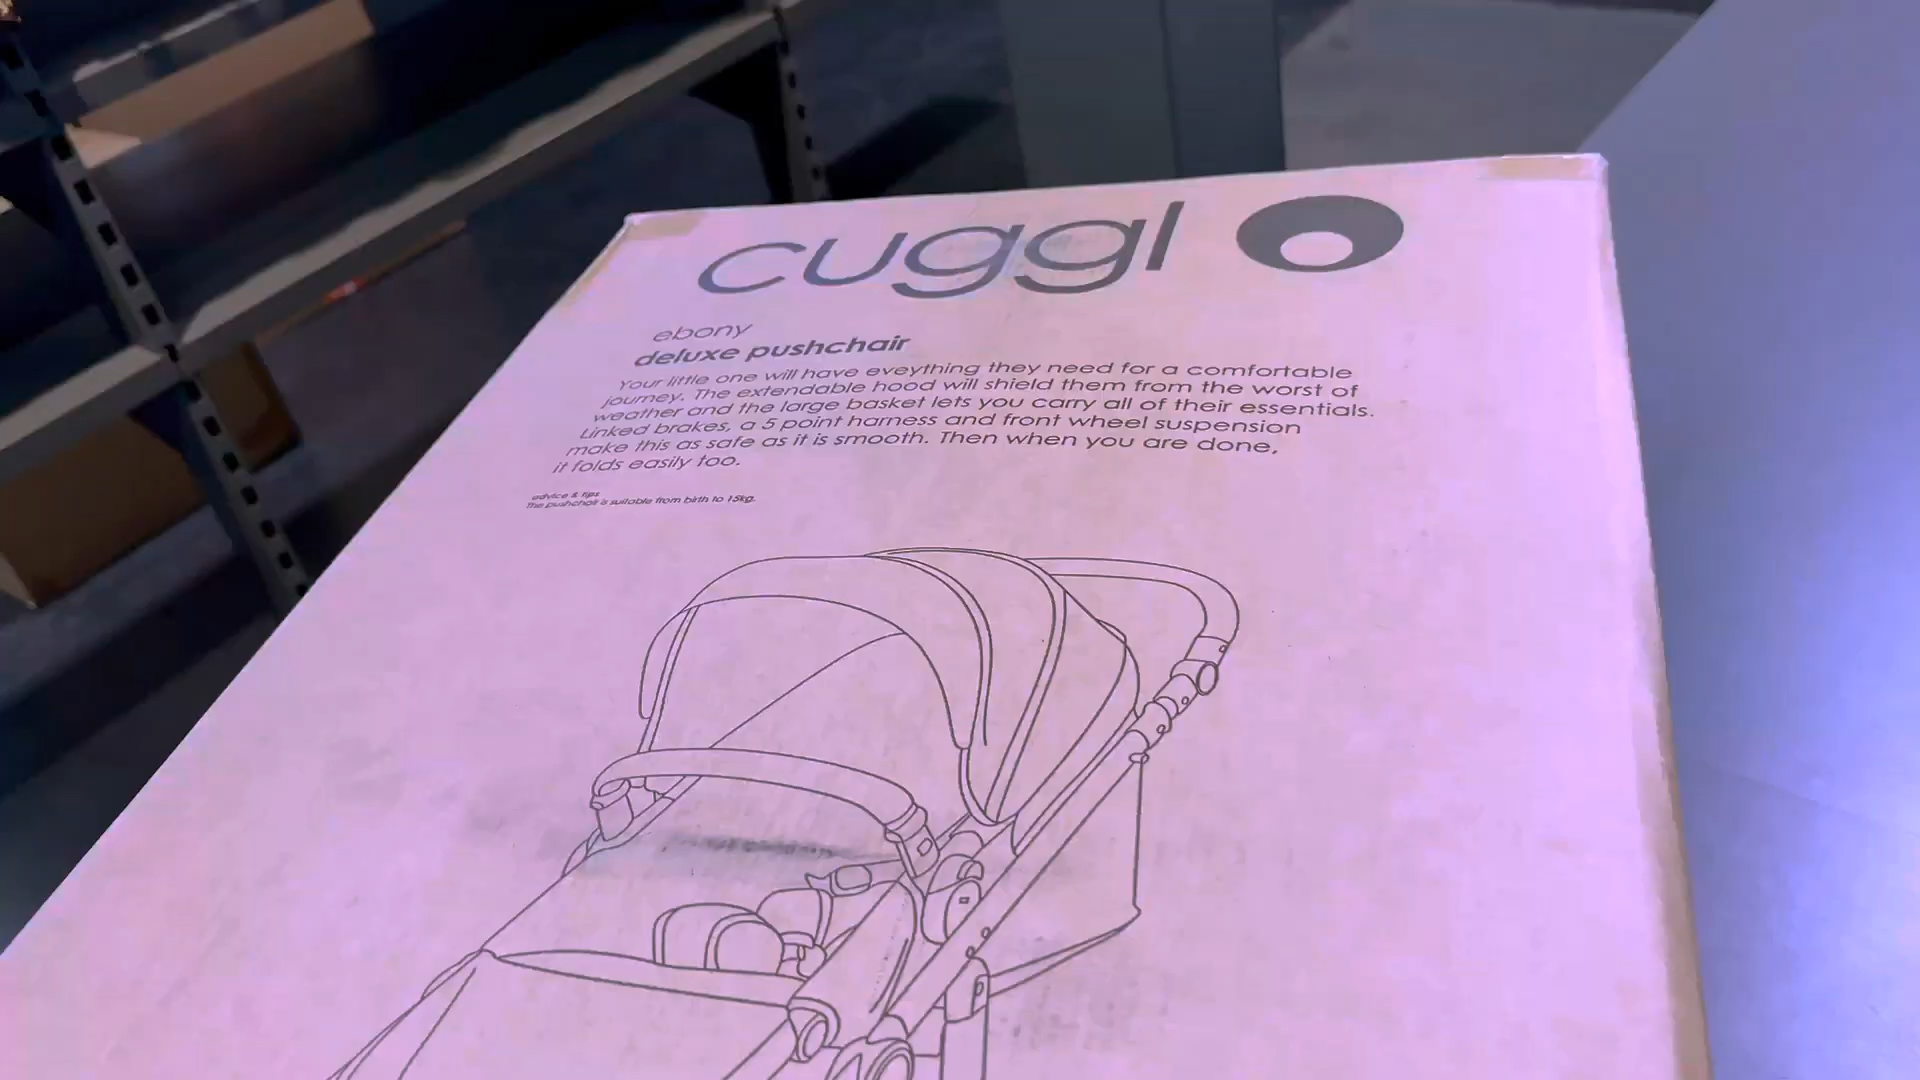 cuggl
ebony
deluxe pushchair
Your little one will have eveything they need for a comfortable
journey. The extendable hood will shield them from the worst of
weather and the large basket lets you carry all of their essentials.
Linked brakes, a 5 point harness and front wheel suspension
make this as safe as it is smooth. Then when you are done,
it folds easily too.
advice & tips
The pushchair is suitable from birth to 15kg.